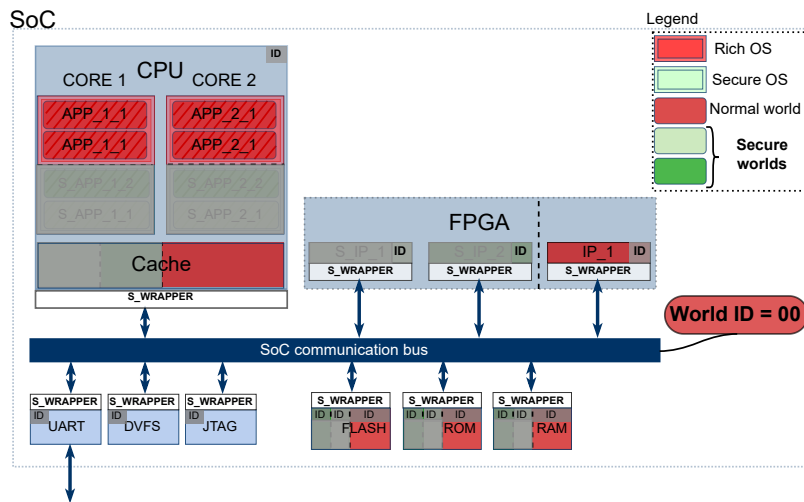 SoC
Legend
ID
CPU
CORE 1
CORE 2
Rich OS
APP_1_1
APP_2_1
Secure OS
APP_1_1
APP_2_1
Normal world
S_APP_1_2
S_APP_2_2
Secure
worlds
S_APP_1_1
S_APP_2_1
FPGA
S_IP_1
ID
S_IP_2
ID
IP_1
ID
Cache
S_WRAPPER
S_WRAPPER
S_WRAPPER
S_WRAPPER
World ID = 00
SoC communication bus
S_WRAPPER
S_WRAPPER
S_WRAPPER
S_WRAPPER
S_WRAPPER
S_WRAPPER
ID
ID
ID
ID
ID
ID
ID
ID
ID
ID
ID
ID
UART
DVFS
JTAG
FLASH
ROM
RAM